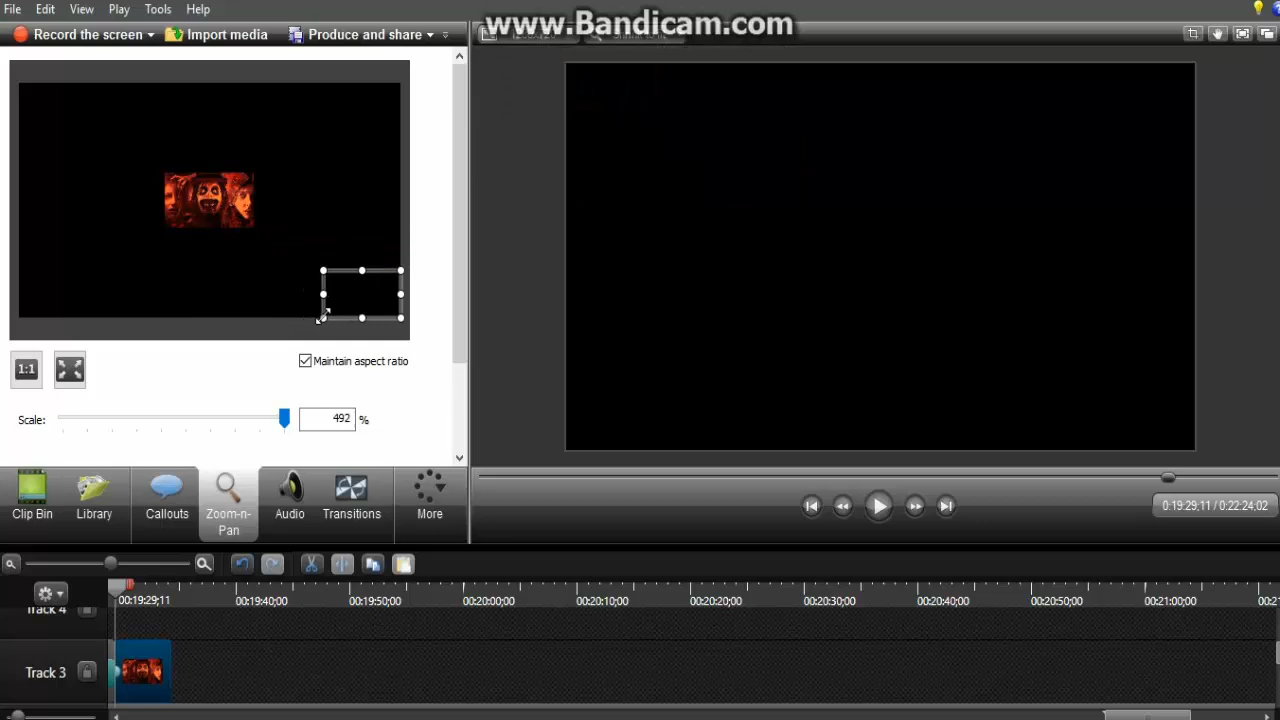 www.Bandicam.com
File Edit View Play Tools Help
Record the screen Import media Produce and share
1:1
Maintain aspect ratio
Scale: 492 %
Clip Bin Library Callouts Zoom-n-Pan Audio Transitions More
0:19:29;11 / 0:22:24;02
00:19:29;11 00:19:40;00 00:19:50;00 00:20:00;00 00:20:10;00 00:20:20;00 00:20:30;00 00:20:40;00 00:20:50;00 00:21:00;00
Track 4
Track 3